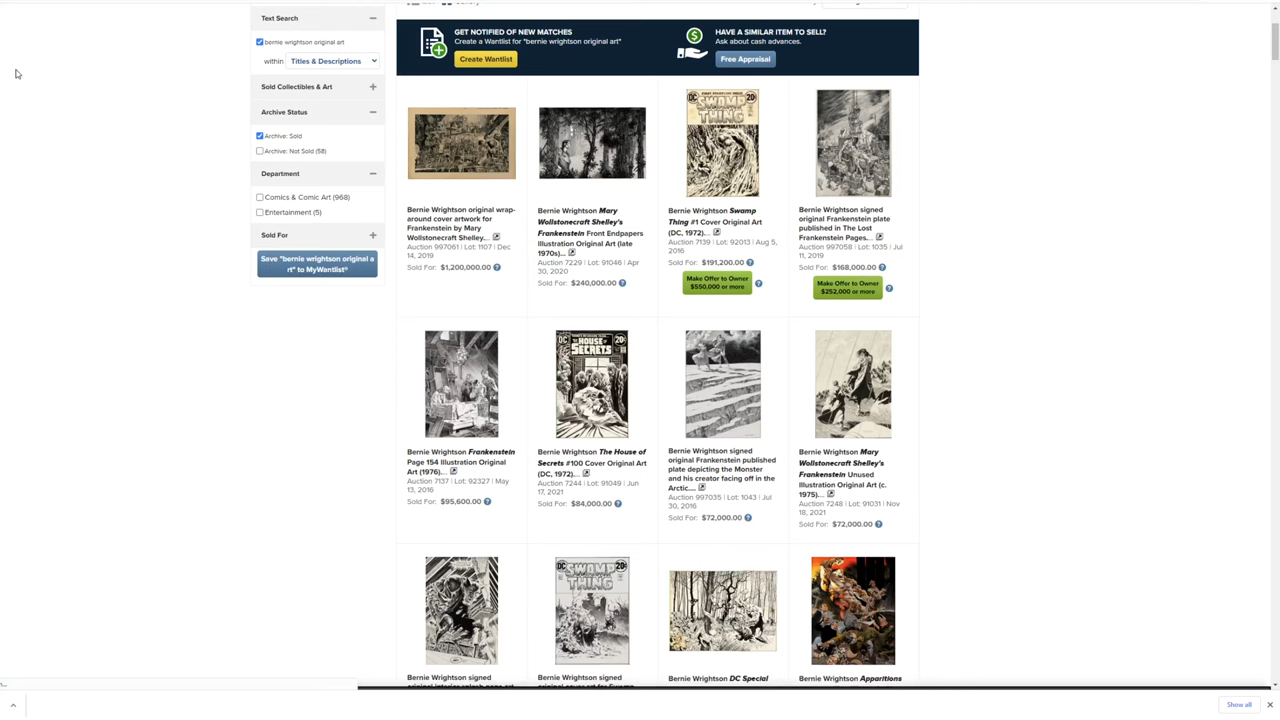 Text Search
bernie wrightson original art
within Titles & Descriptions
Sold Collectibles & Art
Archive Status
Archive: Sold
Archive: Not Sold (58)
Department
Comics & Comic Art (968)
Entertainment (5)
Sold For
Save "bernie wrightson original a
rt" to MyWantlist®
GET NOTIFIED OF NEW MATCHES
Create a Wantlist for "bernie wrightson original art"
Create Wantlist
HAVE A SIMILAR ITEM TO SELL?
Ask about cash advances.
Free Appraisal
Bernie Wrightson original wrap-
around cover artwork for
Frankenstein by Mary
Wollstonecraft Shelley...
Auction 997061 | Lot: 1107 | Dec
14, 2019
Sold For: $1,200,000.00
Bernie Wrightson Mary
Wollstonecraft Shelley's
Frankenstein Front Endpapers
Illustration Original Art (late
1970s)...
Auction 7229 | Lot: 91046 | Apr
30, 2020
Sold For: $240,000.00
SWAMP
THING
20¢
Bernie Wrightson Swamp
Thing #1 Cover Original Art
(DC, 1972)...
Auction 7139 | Lot: 92013 | Aug 5,
2016
Sold For: $191,200.00
Make Offer to Owner
$550,000 or more
Bernie Wrightson signed
original Frankenstein plate
published in The Lost
Frankenstein Pages...
Auction 997058 | Lot: 1035 | Jul
11, 2019
Sold For: $168,000.00
Make Offer to Owner
$252,000 or more
Bernie Wrightson Frankenstein
Page 154 Illustration Original
Art (1976)...
Auction 7137 | Lot: 92327 | May
13, 2016
Sold For: $95,600.00
DC
HOUSE
SECRETS
20¢
Bernie Wrightson The House of
Secrets #100 Cover Original Art
(DC, 1972)...
Auction 7244 | Lot: 91049 | Jun
17, 2021
Sold For: $84,000.00
Bernie Wrightson signed
original Frankenstein published
plate depicting the Monster
and his creator facing off in the
Arctic....
Auction 997035 | Lot: 1043 | Jul
30, 2016
Sold For: $72,000.00
Bernie Wrightson Mary
Wollstonecraft Shelley's
Frankenstein Unused
Illustration Original Art (c.
1975)...
Auction 7248 | Lot: 91031 | Nov
18, 2021
Sold For: $72,000.00
Bernie Wrightson signed
DC
SWAMP
THING
20¢
Bernie Wrightson signed
Bernie Wrightson DC Special
Bernie Wrightson Apparitions
Show all